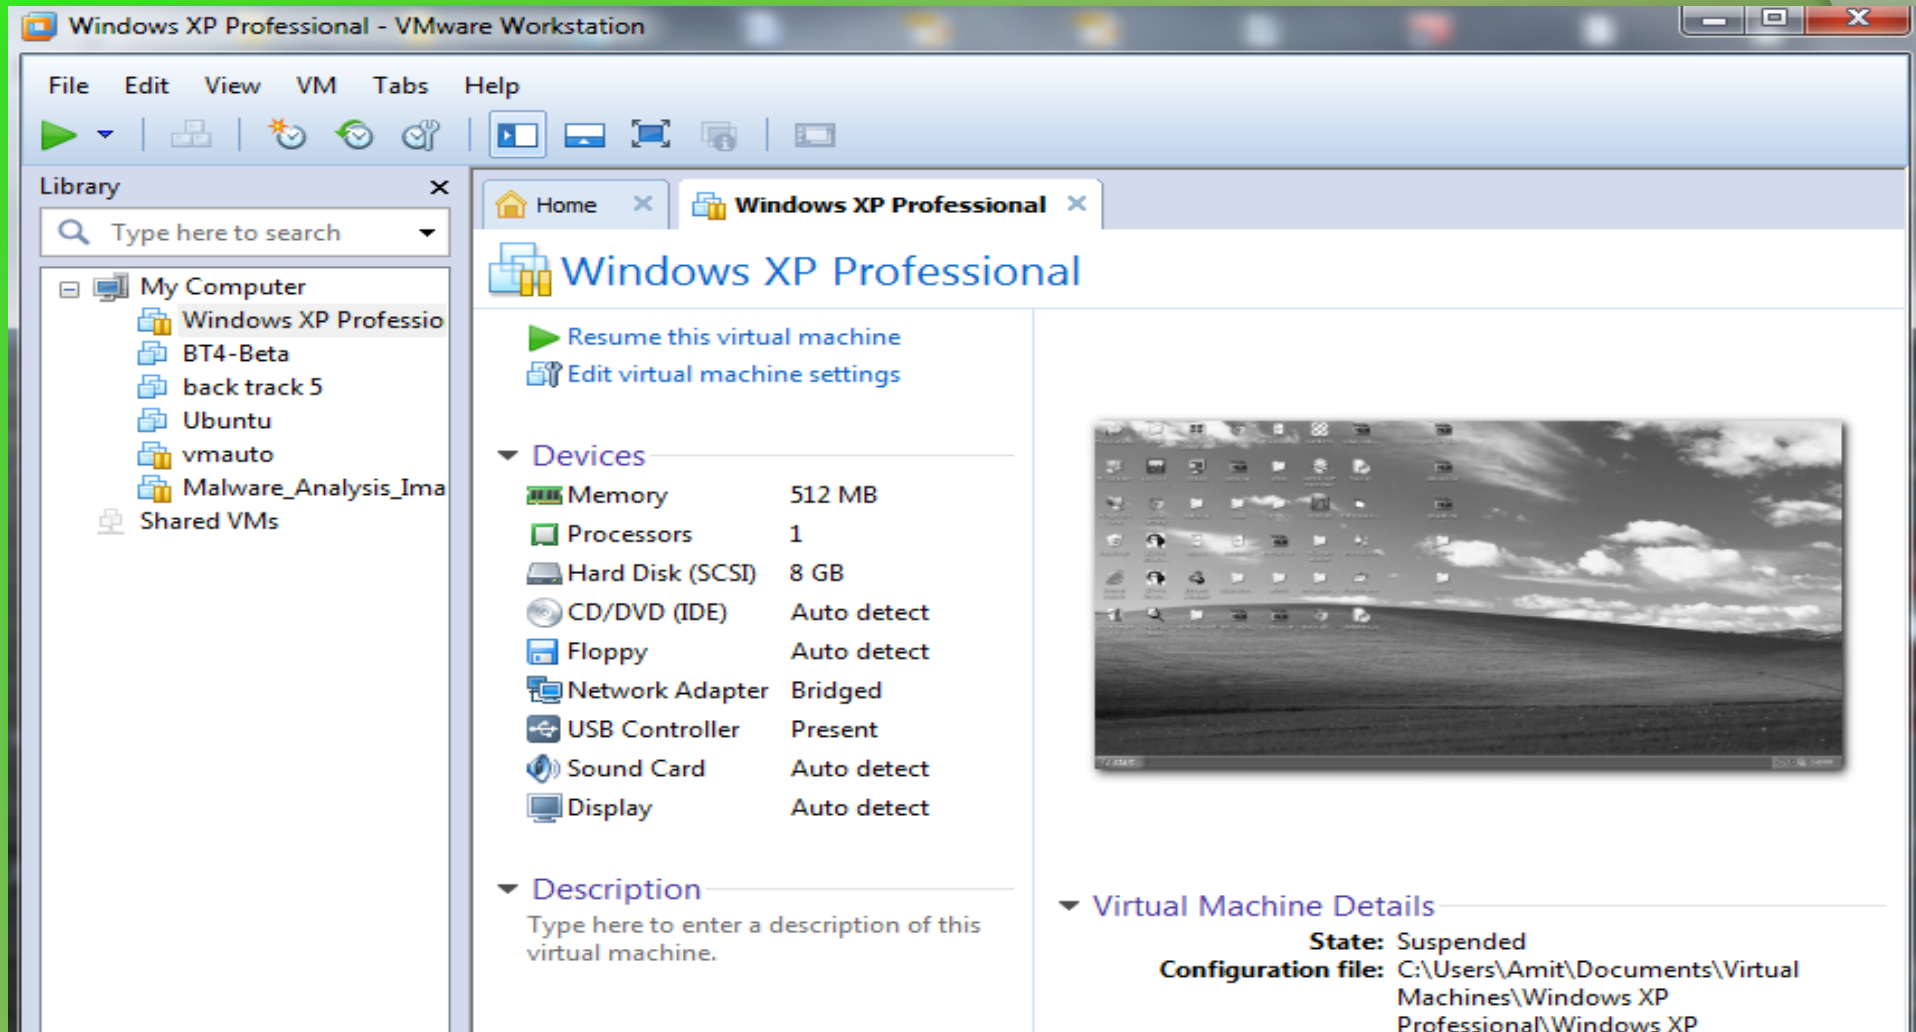 Windows XP Professional - VMware Workstation
File Edit View VM Tabs Help
Library
Type here to search
My Computer
Windows XP Professio
BT4-Beta
back track 5
Ubuntu
vmauto
Malware_Analysis_Ima
Shared VMs
Home
Windows XP Professional
Windows XP Professional
Resume this virtual machine
Edit virtual machine settings
Devices
Memory 512 MB
Processors 1
Hard Disk (SCSI) 8 GB
CD/DVD (IDE) Auto detect
Floppy Auto detect
Network Adapter Bridged
USB Controller Present
Sound Card Auto detect
Display Auto detect
Description
Type here to enter a description of this
virtual machine.
Virtual Machine Details
State: Suspended
Configuration file: C:\Users\Amit\Documents\Virtual
Machines\Windows XP
Professional\Windows XP